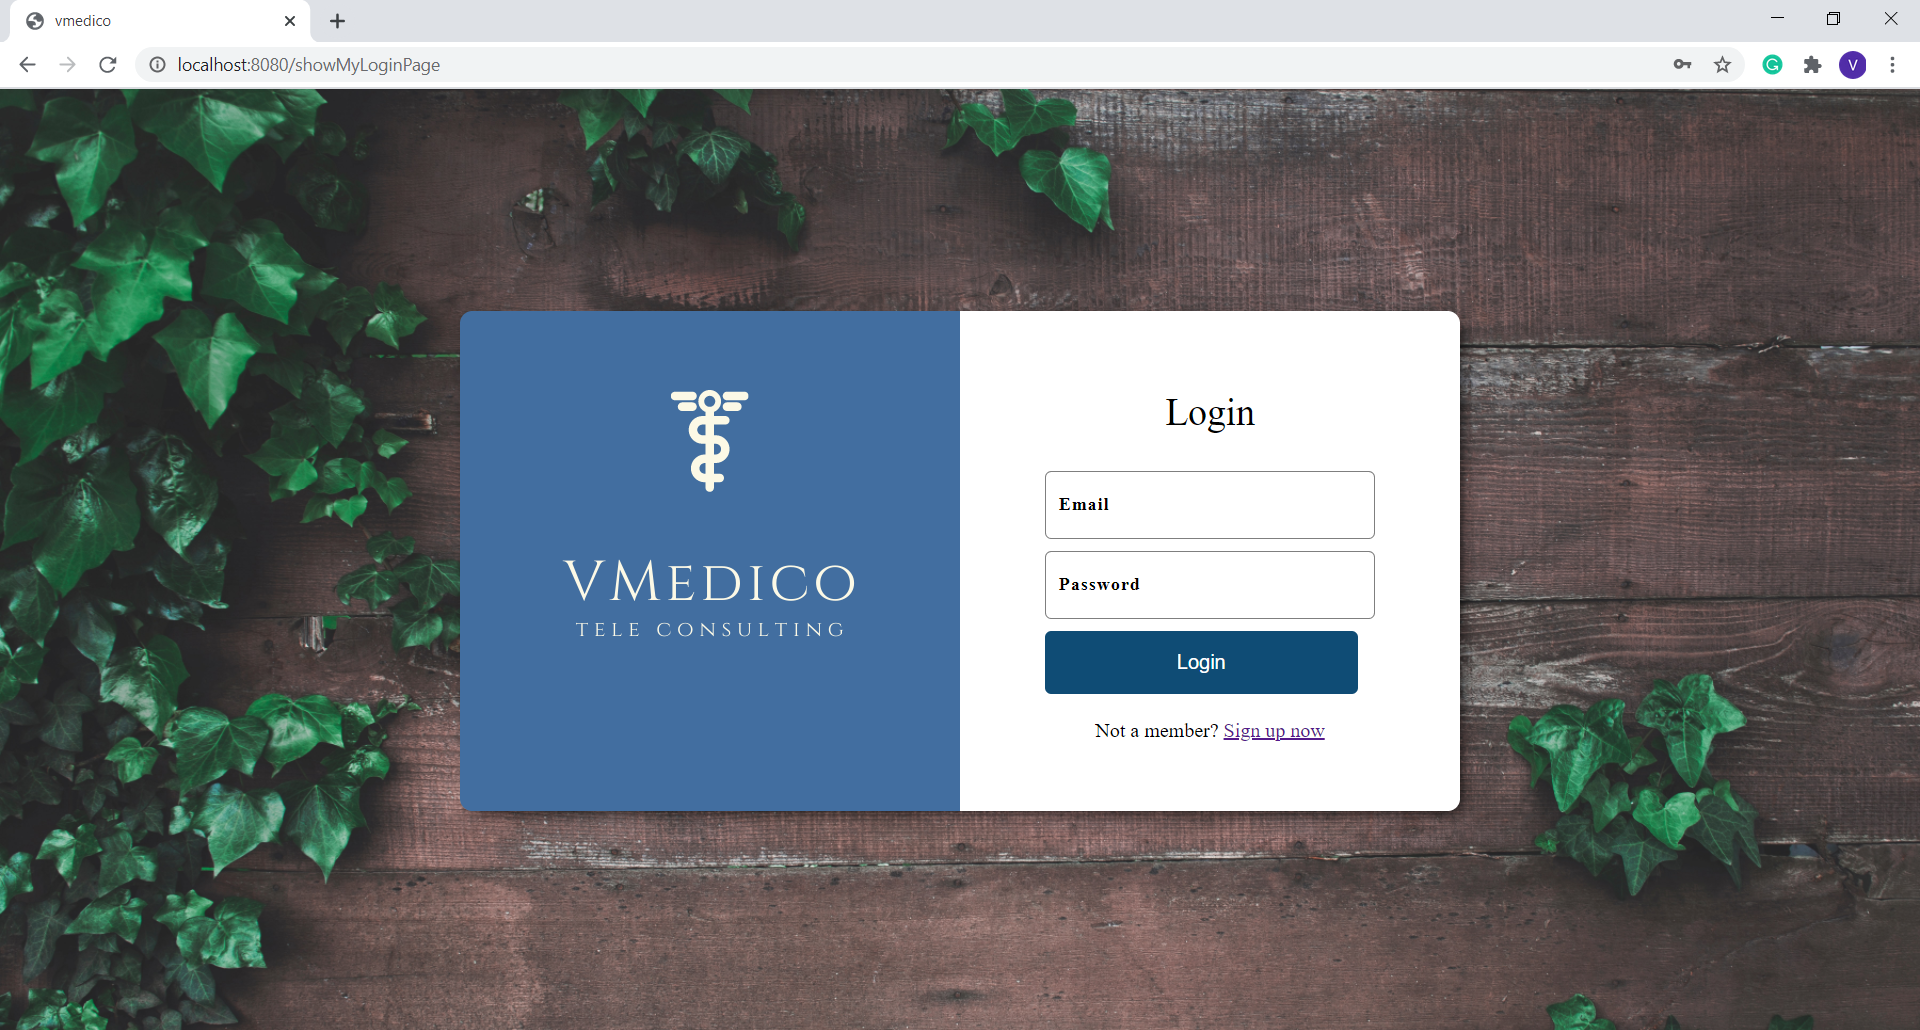 vmedico
localhost:8080/showMyLoginPage
V
VMEDICO
TELE CONSULTING
Login
Email
Password
Login
Not a member? Sign up now